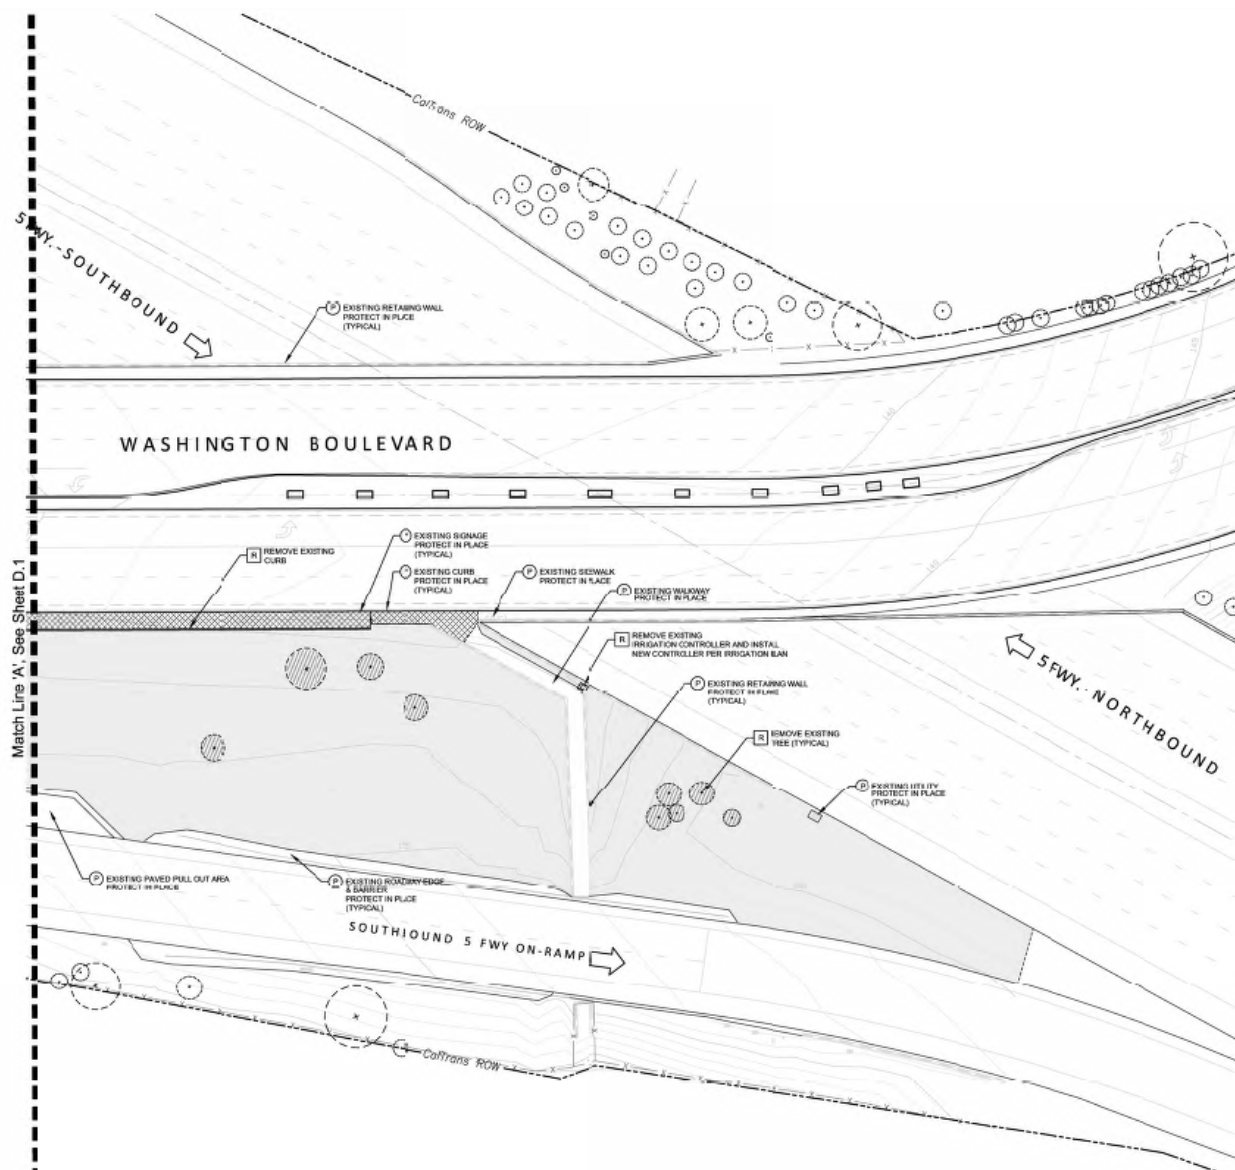 CalTrans ROW
5 FWY. - SOUTHBOUND
P EXISTING RETAINING WALL
PROTECT IN PLACE
(TYPICAL)
WASHINGTON BOULEVARD
140
EXISTING SIGNAGE
PROTECT IN PLACE
(TYPICAL)
R REMOVE EXISTING
CURB
EXISTING CURB
PROTECT IN PLACE
(TYPICAL)
P EXISTING SIDEWALK
PROTECT IN PLACE
P EXISTING WALKWAY
PROTECT IN PLACE
R REMOVE EXISTING
IRRIGATION CONTROLLER AND INSTALL
NEW CONTROLLER PER IRRIGATION PLAN
P EXISTING RETAINING WALL
PROTECT IN PLACE
(TYPICAL)
5 FWY. NORTHBOUND
Match Line 'A', See Sheet D.1
R REMOVE EXISTING
TREE (TYPICAL)
P EXISTING UTILITY
PROTECT IN PLACE
(TYPICAL)
P EXISTING PAVED PULL OUT AREA
PROTECT IN PLACE
P EXISTING ROADWAY EDGE
& BARRIER
PROTECT IN PLACE
(TYPICAL)
SOUTHBOUND 5 FWY ON-RAMP
CalTrans ROW